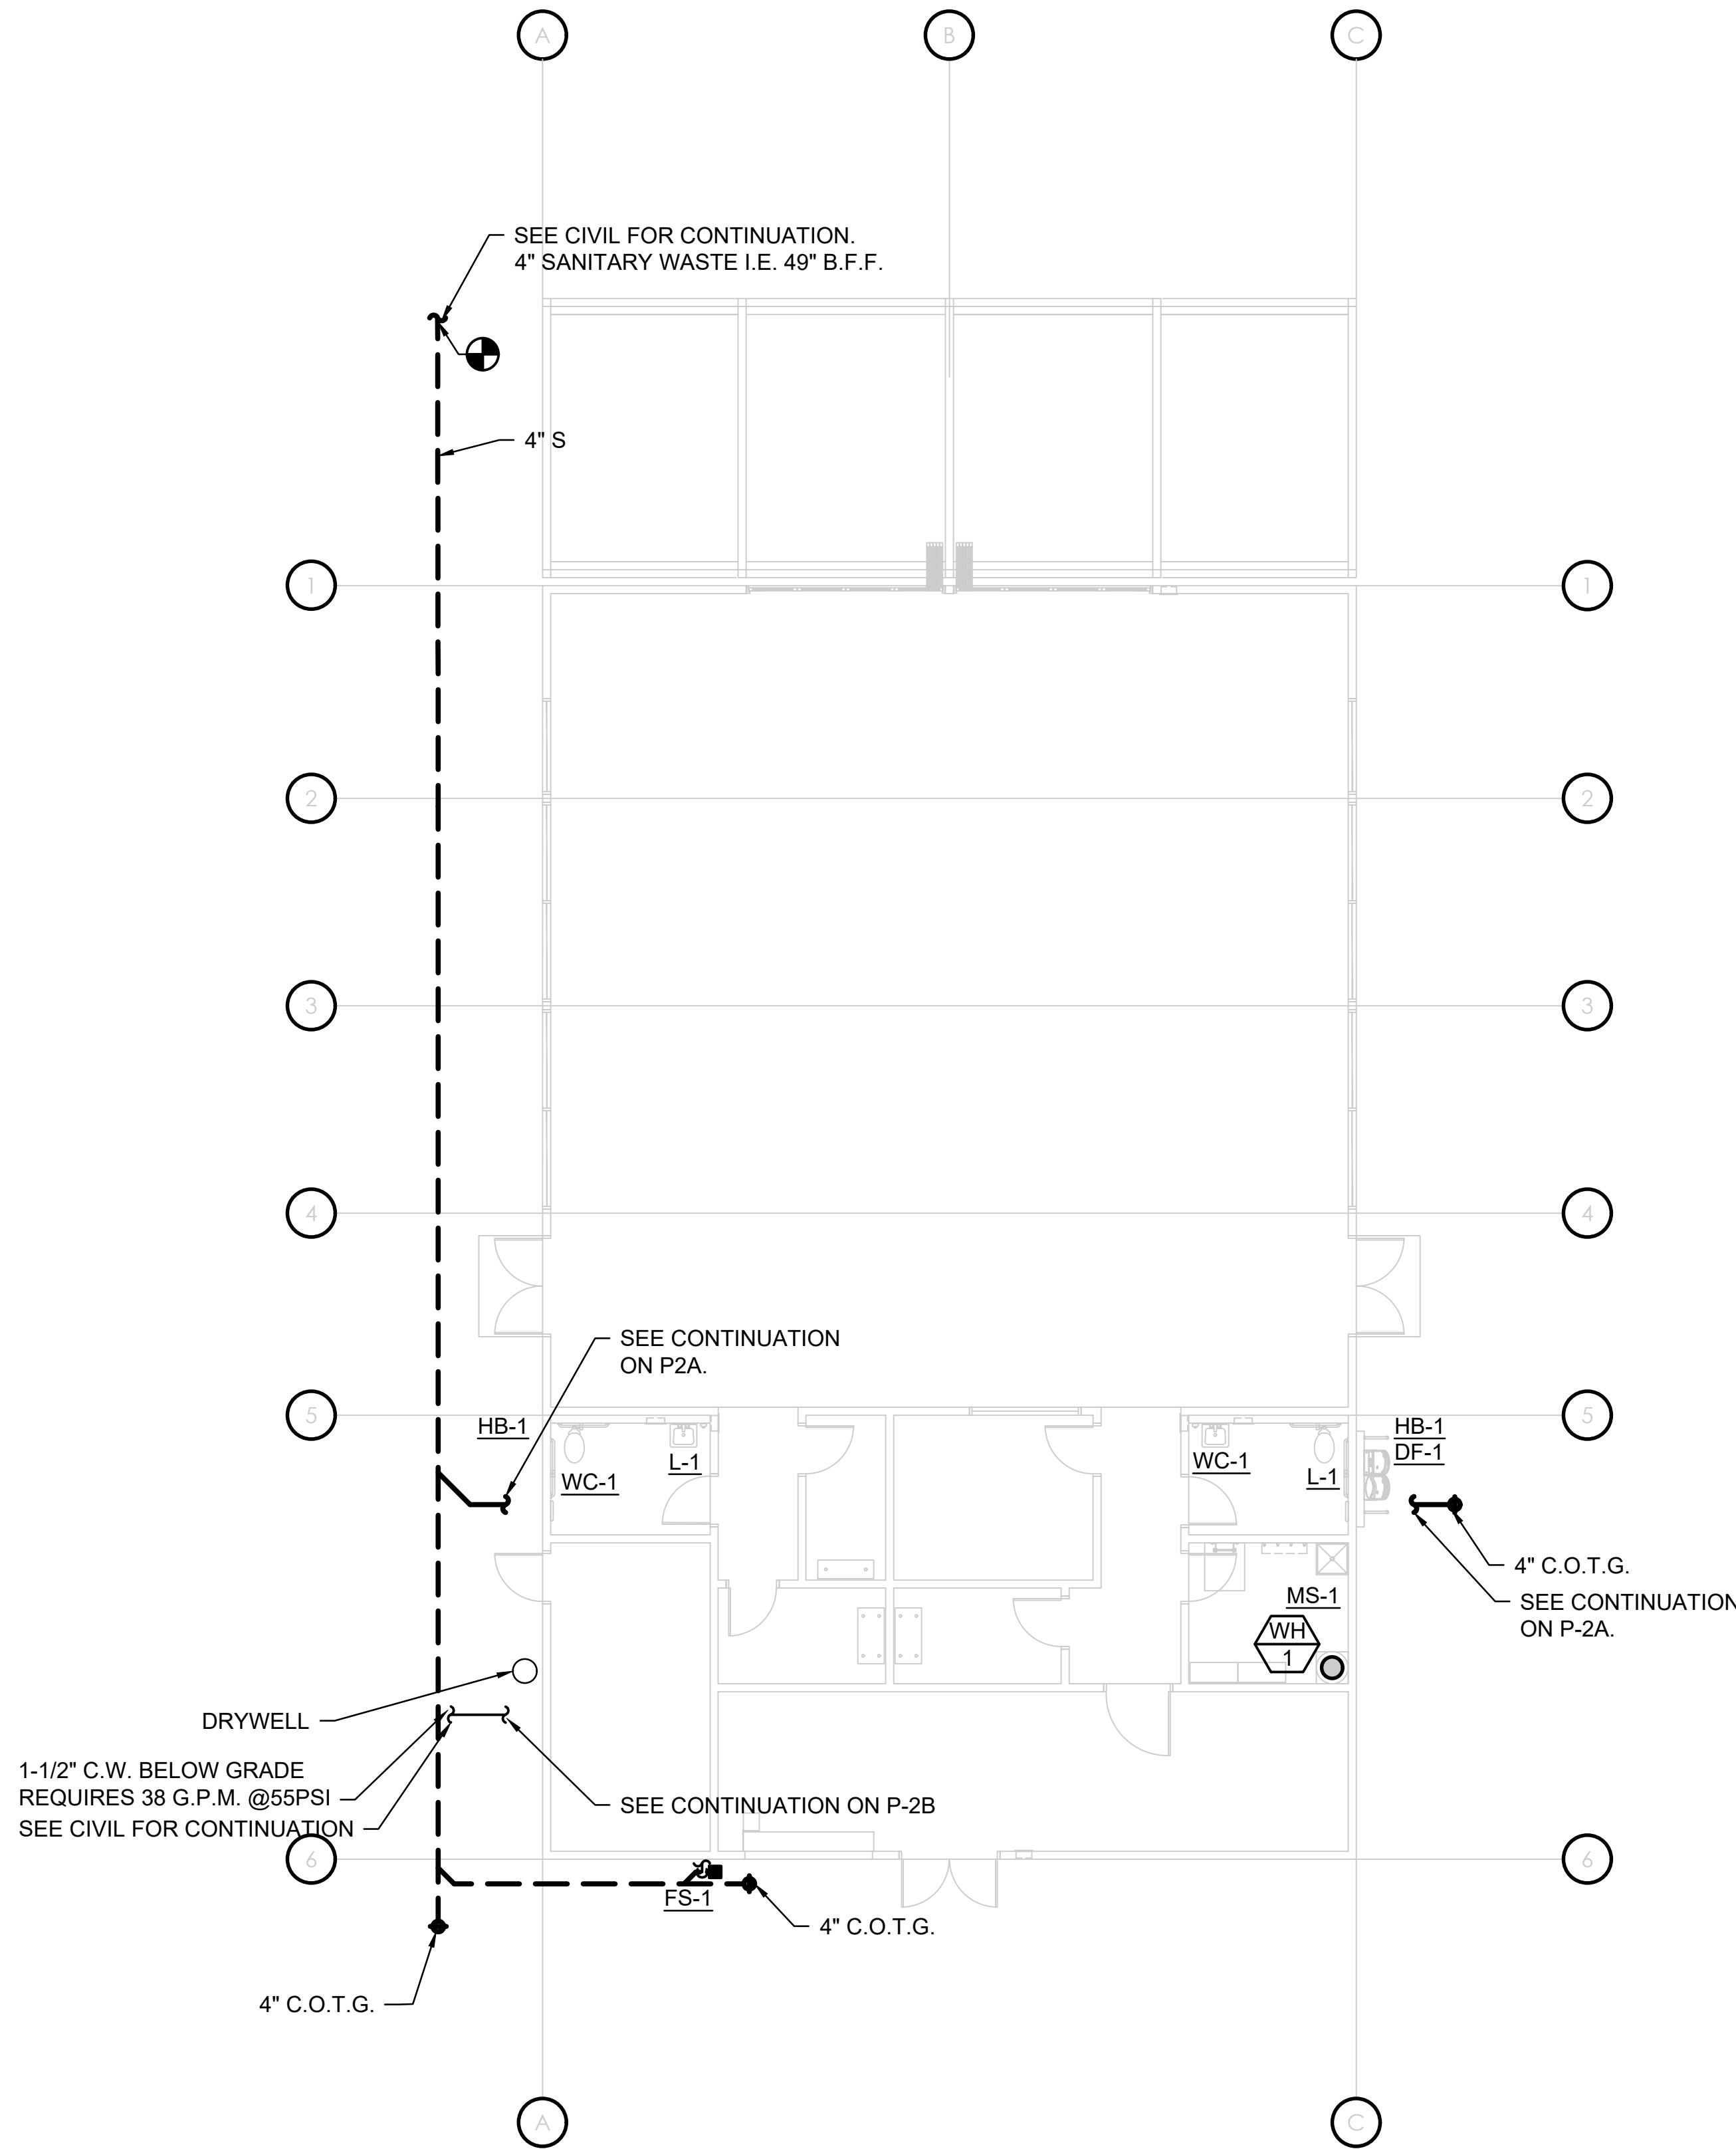 A
B
C
SEE CIVIL FOR CONTINUATION.
4" SANITARY WASTE I.E. 49" B.F.F.
4" S
1
1
2
2
3
3
4
4
SEE CONTINUATION
ON P2A.
5
5
HB-1
WC-1
L-1
WC-1
L-1
HB-1
DF-1
4" C.O.T.G.
SEE CONTINUATION
ON P-2A.
MS-1
WH
1
DRYWELL
1-1/2" C.W. BELOW GRADE
REQUIRES 38 G.P.M. @55PSI
SEE CIVIL FOR CONTINUATION
SEE CONTINUATION ON P-2B
6
6
FS-1
4" C.O.T.G.
4" C.O.T.G.
A
C